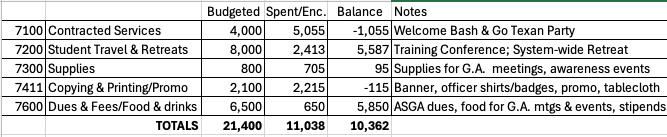 Budgeted Spent/Enc. Balance Notes
7100 Contracted Services 4,000 5,055 -1,055 Welcome Bash & Go Texan Party
7200 Student Travel & Retreats 8,000 2,413 5,587 Training Conference; System-wide Retreat
7300 Supplies 800 705 95 Supplies for G.A. meetings, awareness events
7411 Copying & Printing/Promo 2,100 2,215 -115 Banner, officer shirts/badges, promo, tablecloth
7600 Dues & Fees/Food & drinks 6,500 650 5,850 ASGA dues, food for G.A. mtgs & events, stipends
TOTALS 21,400 11,038 10,362